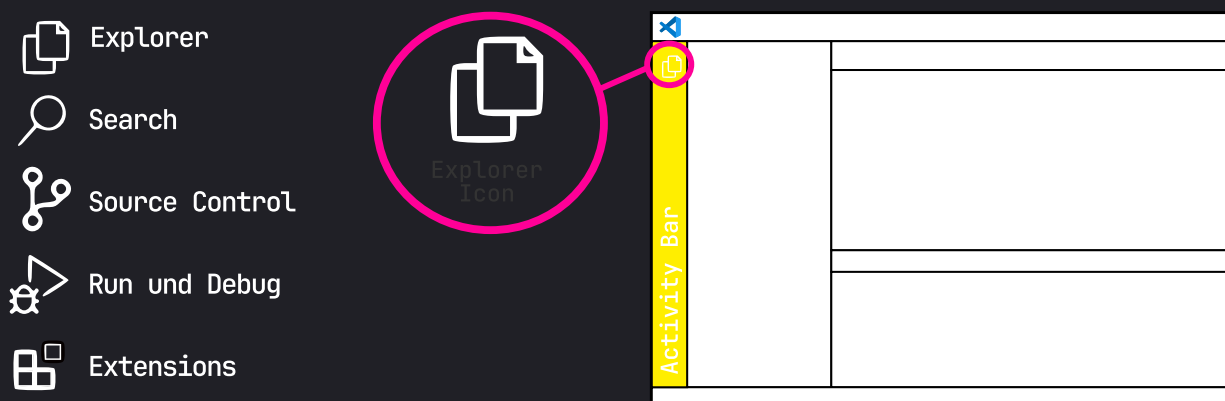 Explorer
Search
Source Control
Run und Debug
Extensions
Explorer
Icon
Activity Bar